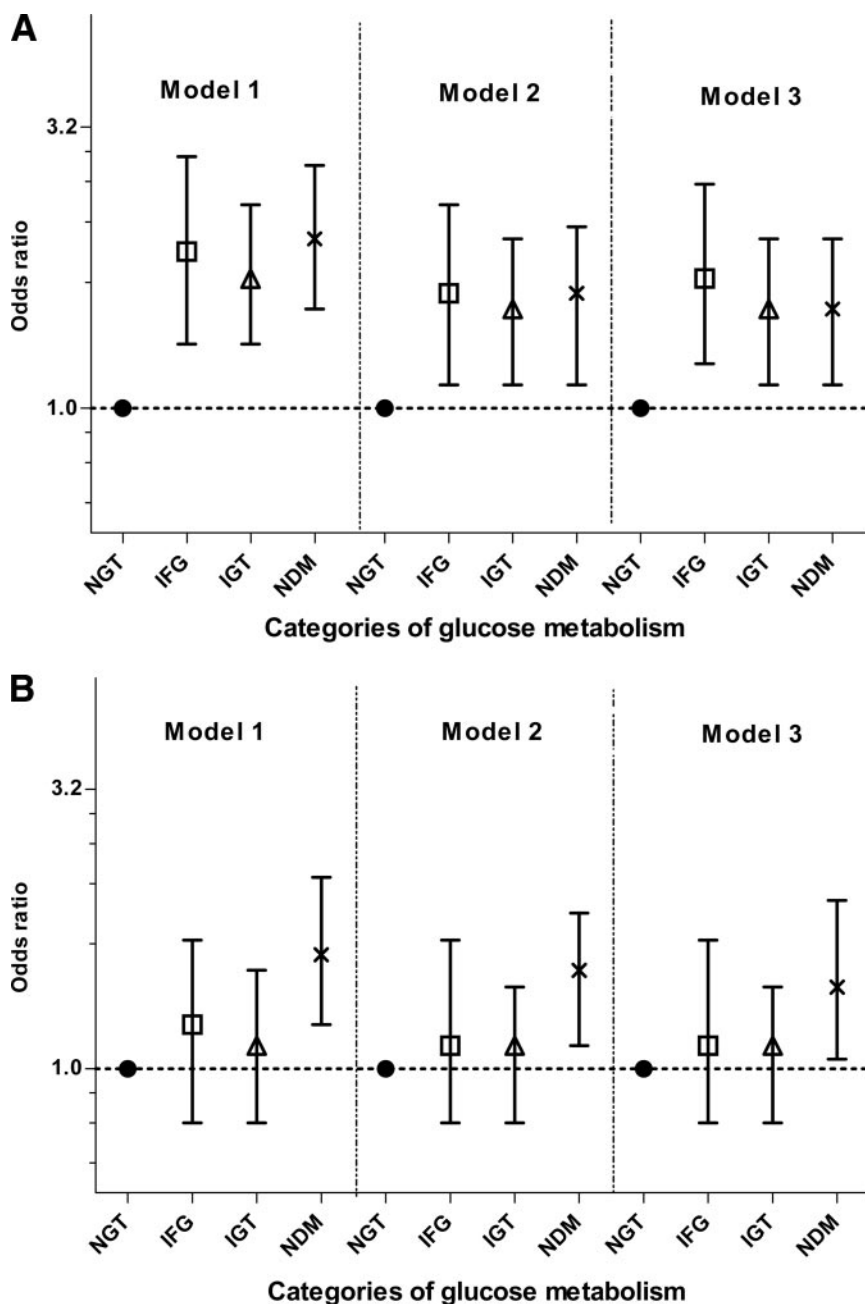 A
Model 1 Model 2 Model 3
3.2
Odds ratio
1.0
NGT IFG IGT NDM NGT IFG IGT NDM NGT IFG IGT NDM
Categories of glucose metabolism
B
Model 1 Model 2 Model 3
3.2
Odds ratio
1.0
NGT IFG IGT NDM NGT IFG IGT NDM NGT IFG IGT NDM
Categories of glucose metabolism